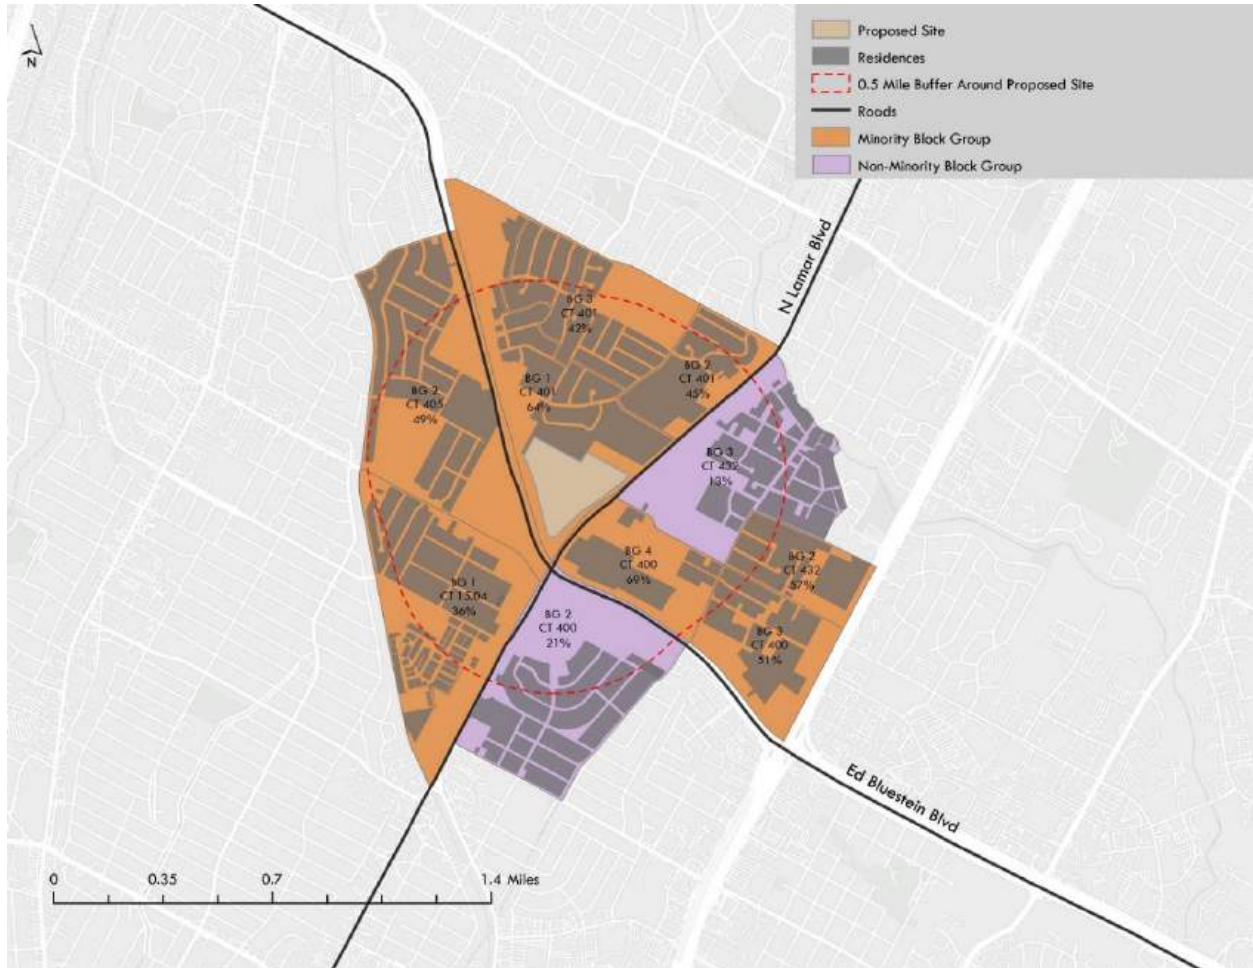 N
Proposed Site
Residences
0.5 Mile Buffer Around Proposed Site
Roads
Minority Block Group
Non-Minority Block Group
N Lamar Blvd
BG 3
CT 401
42%
BG 2
CT 401
45%
BG 1
CT 401
64%
BG 2
CT 405
49%
BG 3
CT 432
13%
BG 4
CT 400
69%
BG 2
CT 432
57%
BG 1
CT 15.04
36%
BG 2
CT 400
21%
BG 3
CT 400
51%
Ed Bluestein Blvd
0 0.35 0.7 1.4 Miles